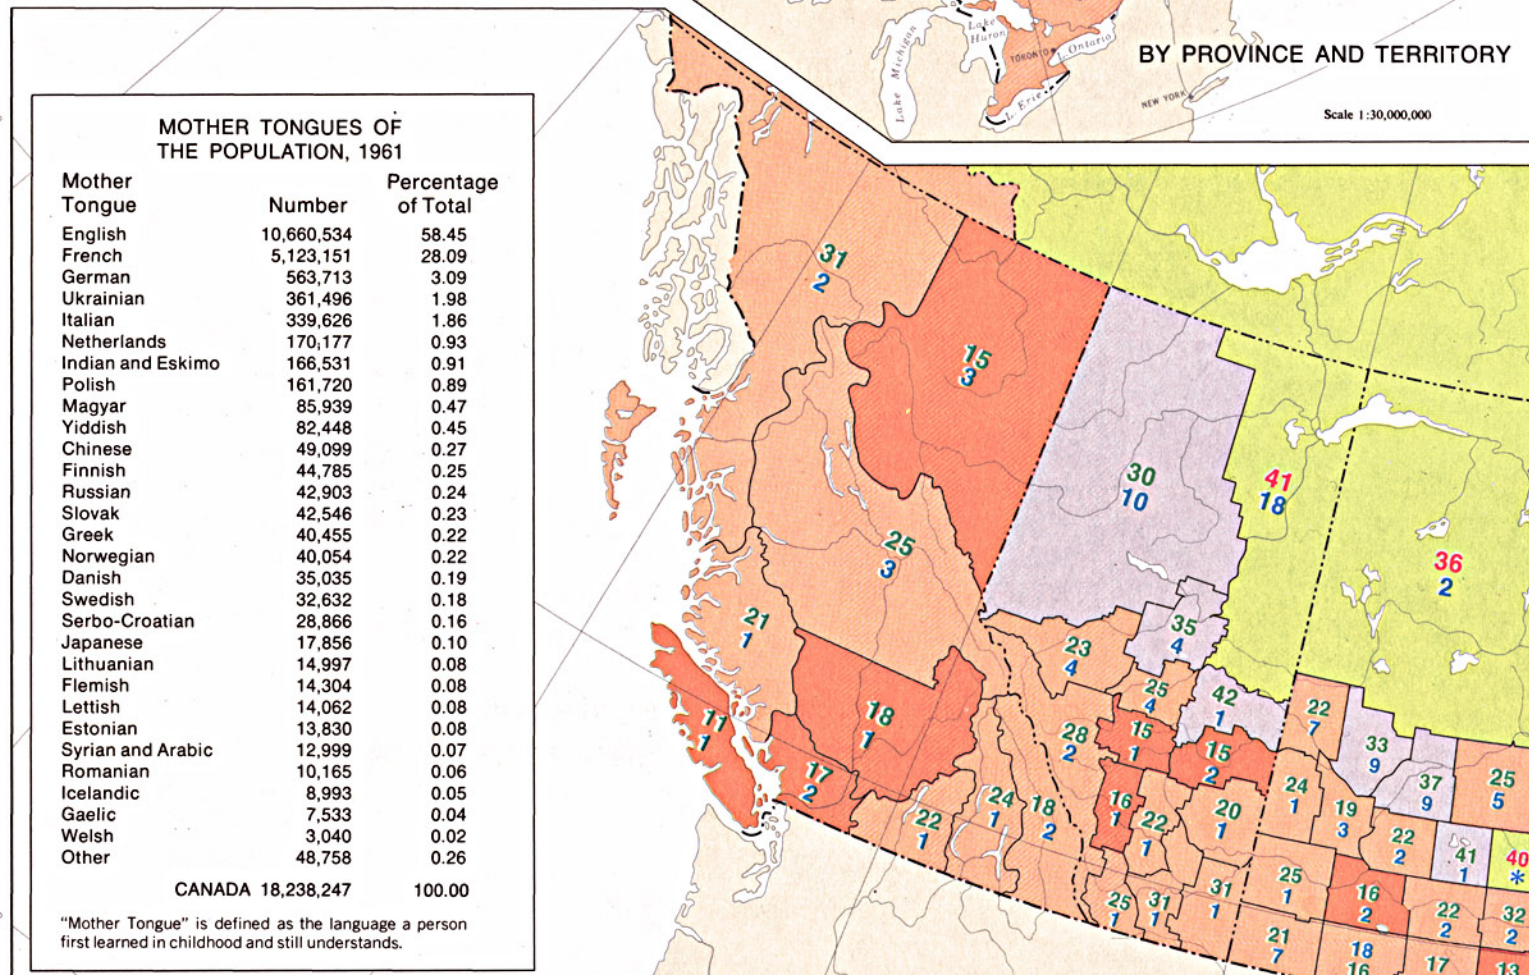 MOTHER TONGUES OF
THE POPULATION, 1961
Mother Tongue Number Percentage of Total
English 10,660,534 58.45
French 5,123,151 28.09
German 563,713 3.09
Ukrainian 361,496 1.98
Italian 339,626 1.86
Netherlands 170,177 0.93
Indian and Eskimo 166,531 0.91
Polish 161,720 0.89
Magyar 85,939 0.47
Yiddish 82,448 0.45
Chinese 49,099 0.27
Finnish 44,785 0.25
Russian 42,903 0.24
Slovak 42,546 0.23
Greek 40,455 0.22
Norwegian 40,054 0.22
Danish 35,035 0.19
Swedish 32,632 0.18
Serbo-Croatian 28,866 0.16
Japanese 17,856 0.10
Lithuanian 14,997 0.08
Flemish 14,304 0.08
Lettish 14,062 0.08
Estonian 13,830 0.08
Syrian and Arabic 12,999 0.07
Romanian 10,165 0.06
Icelandic 8,993 0.05
Gaelic 7,533 0.04
Welsh 3,040 0.02
Other 48,758 0.26
CANADA 18,238,247 100.00
"Mother Tongue" is defined as the language a person
first learned in childhood and still understands.
Lake Michigan
Lake
Huron
TORONTO
L. Ontario
L. Erie
NEW YORK
BY PROVINCE AND TERRITORY
Scale 1:30,000,000
31
2
15
3
30
10
41
18
36
2
25
3
21
1
11
1
18
1
17
2
22
1
24
1
18
2
23
4
35
4
25
4
42
1
28
2
15
1
15
2
16
1
22
1
20
1
25
1
31
1
31
1
22
7
33
9
37
9
25
5
24
1
19
3
22
2
41
1
40
*
25
1
16
2
22
2
32
2
21
7
18
16
17
13